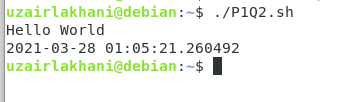 uzairlakhani@debian:~$ ./P1Q2.sh
Hello World
2021-03-28 01:05:21.260492
uzairlakhani@debian:~$